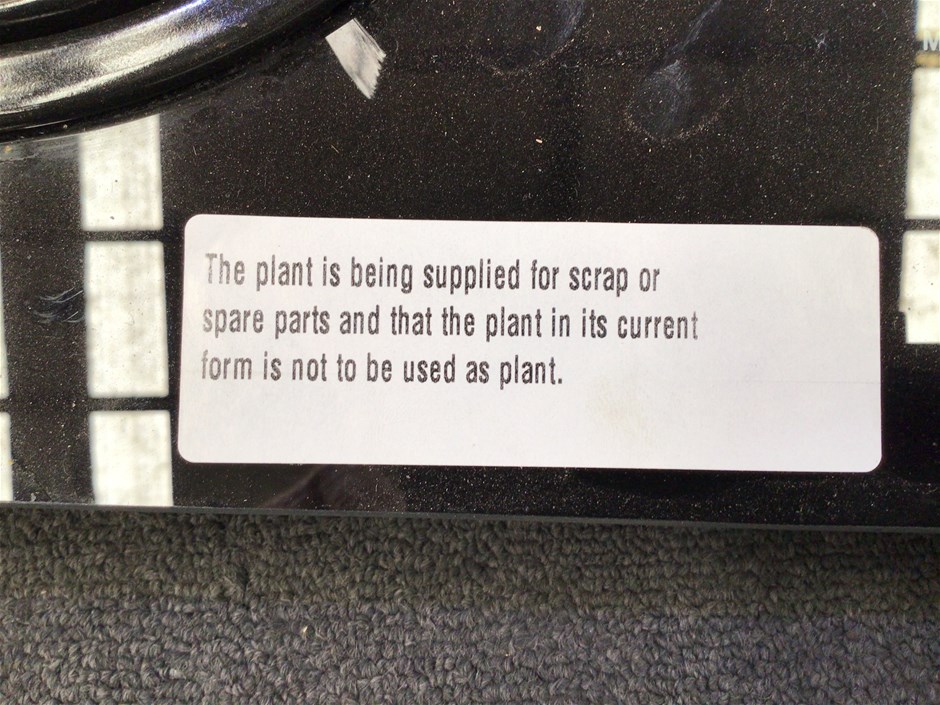 The plant is being supplied for scrap or
spare parts and that the plant in its current
form is not to be used as plant.